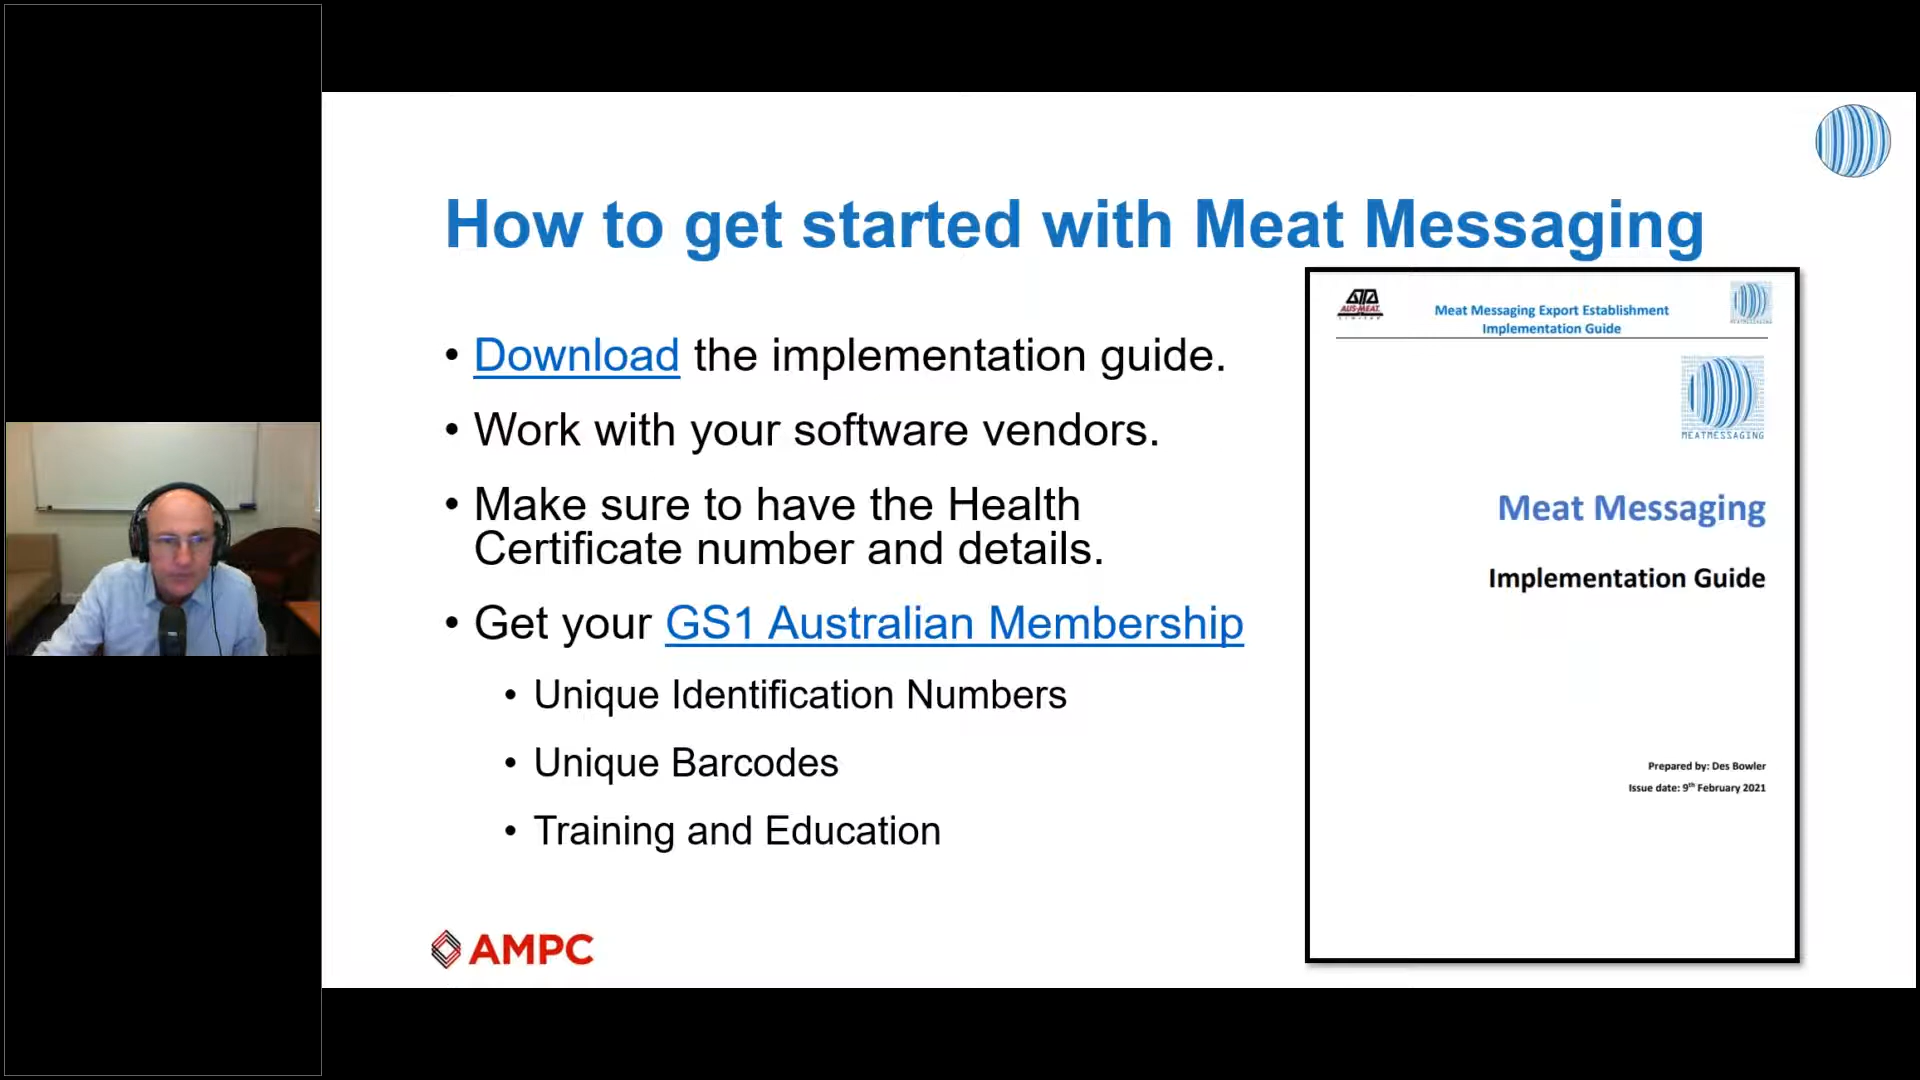 How to get started with Meat Messaging
• Download the implementation guide.
• Work with your software vendors.
• Make sure to have the Health
Certificate number and details.
• Get your GS1 Australian Membership
• Unique Identification Numbers
• Unique Barcodes
• Training and Education
AMPC
AUS-MEAT
LIMITED
Meat Messaging Export Establishment
Implementation Guide
MEATMESSAGING
MEATMESSAGING
Meat Messaging
Implementation Guide
Prepared by: Des Bowler
Issue date: 9th February 2021